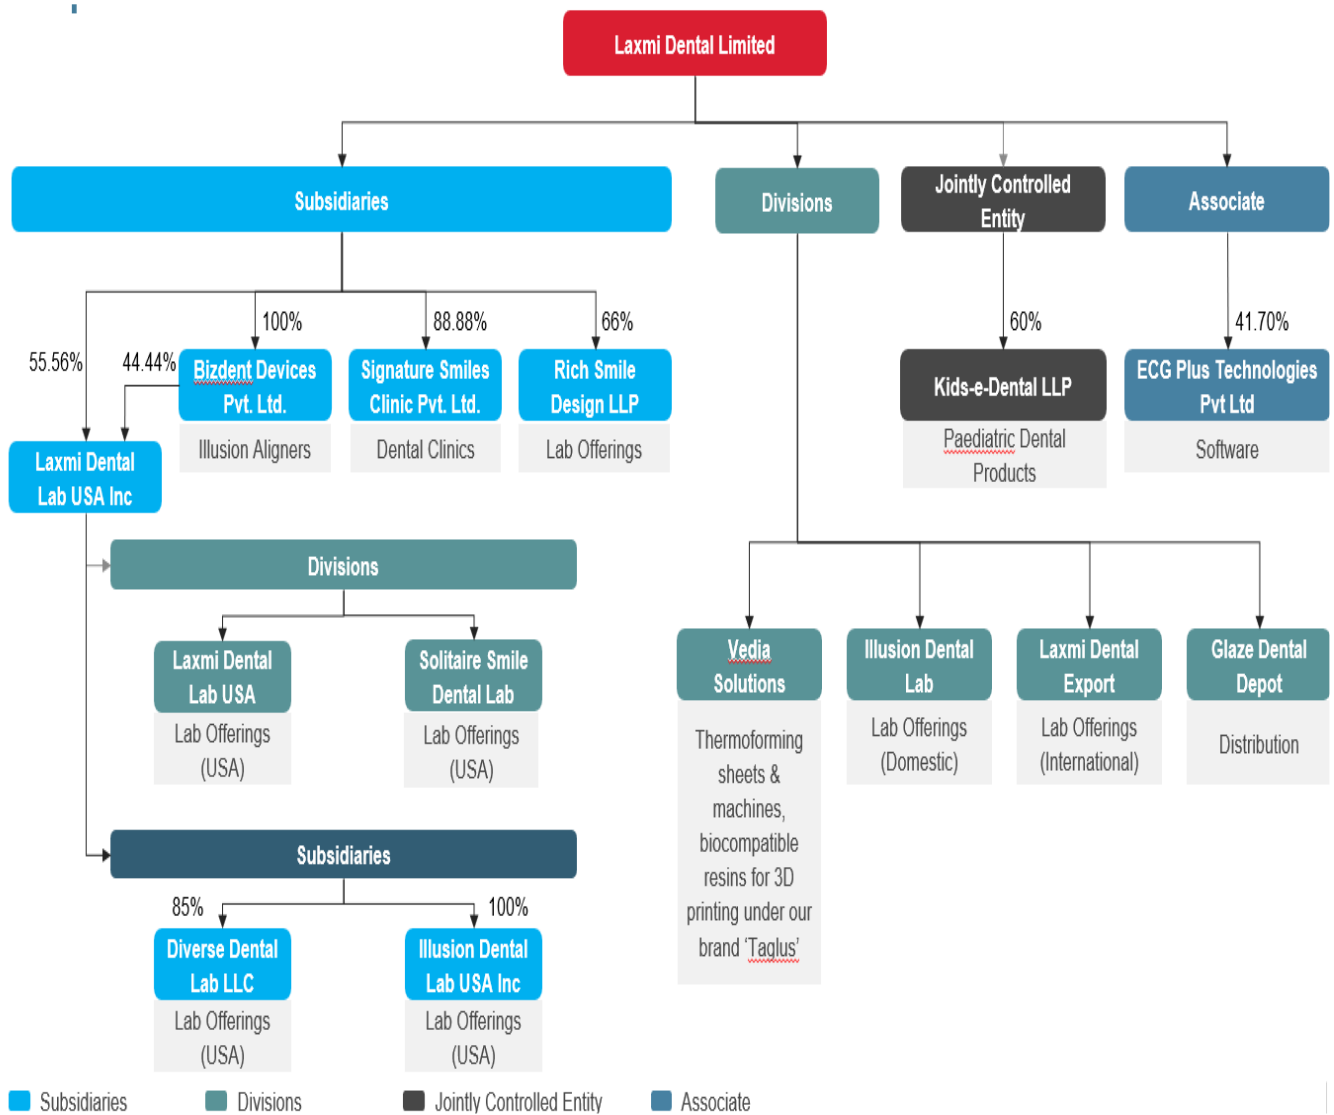 Laxmi Dental Limited
Subsidiaries
Divisions
Jointly Controlled
Entity
Associate
55.56%
44.44%
100%
88.88%
66%
60%
41.70%
Bizdent Devices
Pvt. Ltd.
Illusion Aligners
Signature Smiles
Clinic Pvt. Ltd.
Dental Clinics
Rich Smile
Design LLP
Lab Offerings
Kids-e-Dental LLP
Paediatric Dental
Products
ECG Plus Technologies
Pvt Ltd
Software
Laxmi Dental
Lab USA Inc
Divisions
Laxmi Dental
Lab USA
Lab Offerings
(USA)
Solitaire Smile
Dental Lab
Lab Offerings
(USA)
Vedia
Solutions
Thermoforming
sheets &
machines,
biocompatible
resins for 3D
printing under our
brand ‘Taglus’
Illusion Dental
Lab
Lab Offerings
(Domestic)
Laxmi Dental
Export
Lab Offerings
(International)
Glaze Dental
Depot
Distribution
Subsidiaries
85%
100%
Diverse Dental
Lab LLC
Lab Offerings
(USA)
Illusion Dental
Lab USA Inc
Lab Offerings
(USA)
Subsidiaries
Divisions
Jointly Controlled Entity
Associate